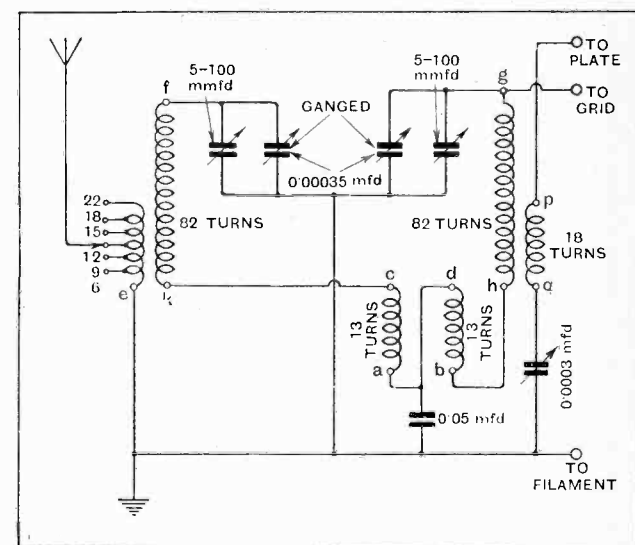 5-100
mmfd
f
GANGED
5-100
mmfd
g
TO
PLATE
TO
GRID
0·00035 mfd
22
18
15
12
9
6
e
82 TURNS
82 TURNS
p
18
TURNS
k
c
d
h
q
13
TURNS
13
TURNS
a
b
0·05 mfd
0·0003 mfd
TO
FILAMENT